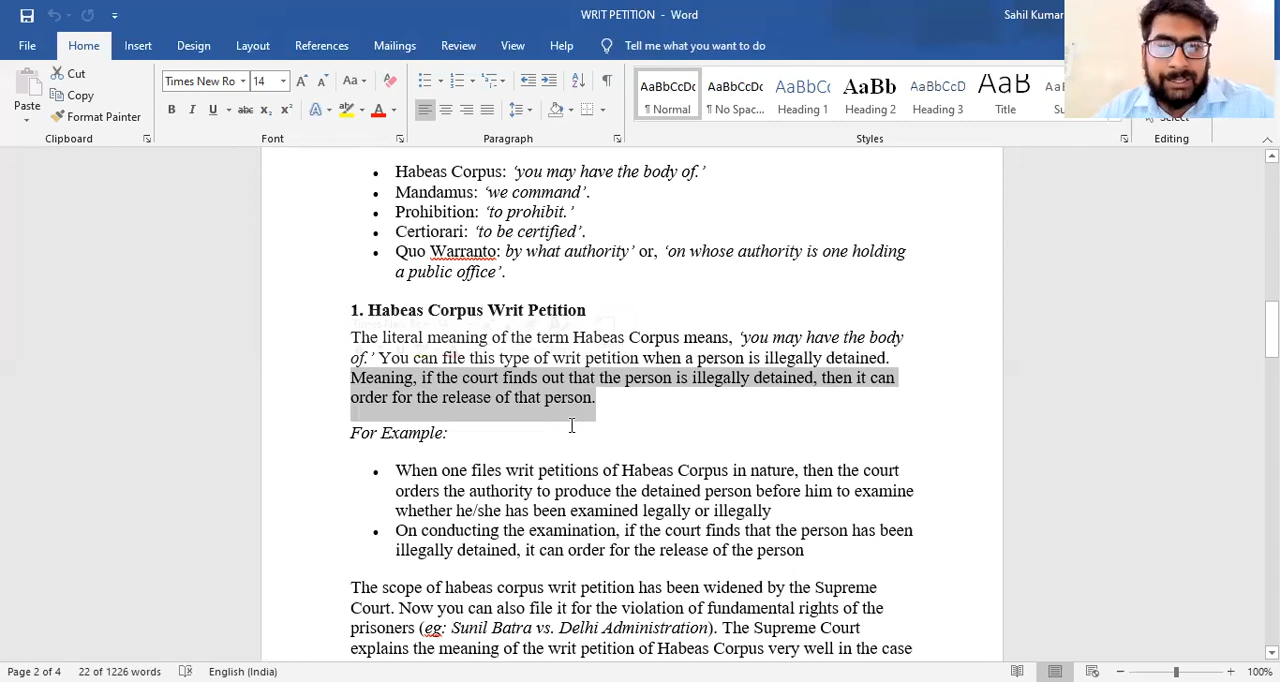 WRIT PETITION - Word
Sahil Kumar
File Home Insert Design Layout References Mailings Review View Help Tell me what you want to do
Cut
Copy
Format Painter
Paste
Times New Ro 14
Aa
B I U abc x₂ x² A A
AaBbCcDc AaBbCcDc AaBbCc AaBb AaBbCcD AaB
¶ Normal ¶ No Spac... Heading 1 Heading 2 Heading 3 Title
Clipboard Font Paragraph Styles Editing
• Habeas Corpus: ‘you may have the body of.’
• Mandamus: ‘we command’.
• Prohibition: ‘to prohibit.’
• Certiorari: ‘to be certified’.
• Quo Warranto: by what authority’ or, ‘on whose authority is one holding
a public office’.
1. Habeas Corpus Writ Petition
The literal meaning of the term Habeas Corpus means, ‘you may have the body
of.’ You can file this type of writ petition when a person is illegally detained.
Meaning, if the court finds out that the person is illegally detained, then it can
order for the release of that person.
For Example:
• When one files writ petitions of Habeas Corpus in nature, then the court
orders the authority to produce the detained person before him to examine
whether he/she has been examined legally or illegally
• On conducting the examination, if the court finds that the person has been
illegally detained, it can order for the release of the person
The scope of habeas corpus writ petition has been widened by the Supreme
Court. Now you can also file it for the violation of fundamental rights of the
prisoners (eg: Sunil Batra vs. Delhi Administration). The Supreme Court
explains the meaning of the writ petition of Habeas Corpus very well in the case
Page 2 of 4 22 of 1226 words English (India) 100%